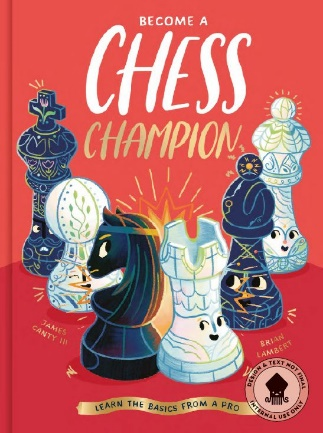 BECOME A
CHESS
CHAMPION
JAMES
CANTY III
BRIAN
LAMBERT
LEARN THE BASICS FROM A PRO
DESIGN & TEXT NOT FINAL
INTERNAL USE ONLY